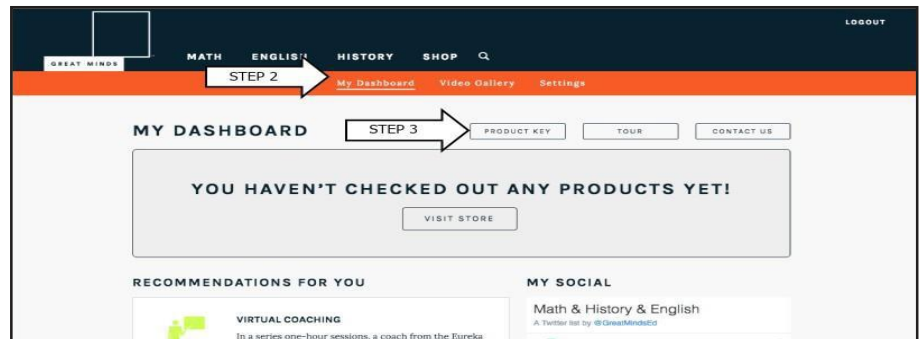 LOGOUT
GREAT MINDS
MATH ENGLISH HISTORY SHOP
STEP 2
My Dashboard Video Gallery Settings
MY DASHBOARD
STEP 3
PRODUCT KEY TOUR CONTACT US
YOU HAVEN'T CHECKED OUT ANY PRODUCTS YET!
VISIT STORE
RECOMMENDATIONS FOR YOU
VIRTUAL COACHING
In a series one-hour sessions, a coach from the Eureka
MY SOCIAL
Math & History & English
A Twitter list by @GreatMindsEd